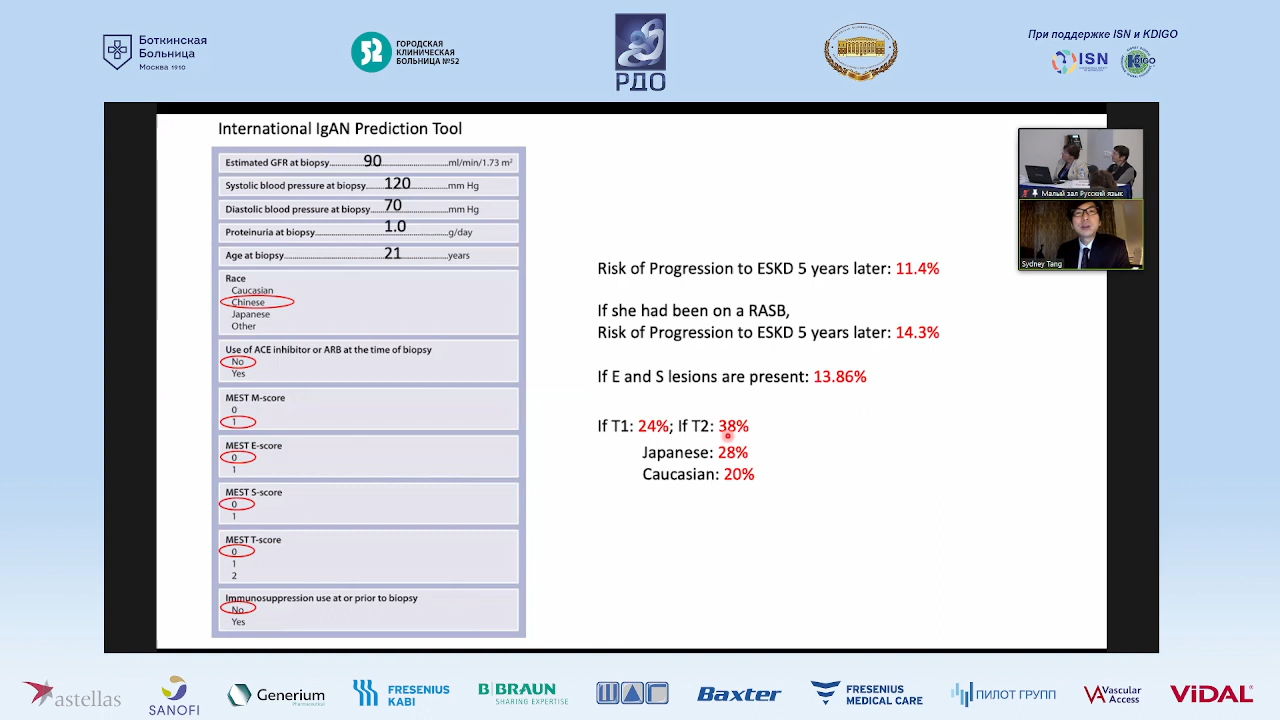 Боткинская
Больница
Москва 1910
52
ГОРОДСКАЯ
КЛИНИЧЕСКАЯ
БОЛЬНИЦА №52
РДО
При поддержке ISN и KDIGO
ISN
KDIGO
International IgAN Prediction Tool
Estimated GFR at biopsy 90 ml/min/1.73 m²
Systolic blood pressure at biopsy 120 mm Hg
Diastolic blood pressure at biopsy 70 mm Hg
Proteinuria at biopsy 1.0 g/day
Age at biopsy 21 years
Race
Caucasian
Chinese
Japanese
Other
Use of ACE inhibitor or ARB at the time of biopsy
No
Yes
MEST M-score
0
1
MEST E-score
0
1
MEST S-score
0
1
MEST T-score
0
1
2
Immunosuppression use at or prior to biopsy
No
Yes
Risk of Progression to ESKD 5 years later: 11.4%
If she had been on a RASB,
Risk of Progression to ESKD 5 years later: 14.3%
If E and S lesions are present: 13.86%
If T1: 24%; If T2: 38%
Japanese: 28%
Caucasian: 20%
Малый зал Русский язык
Sydney Tang
astellas
SANOFI
Generium
Pharmaceutical
FRESENIUS
KABI
B BRAUN
SHARING EXPERTISE
ШАГ
Baxter
FRESENIUS
MEDICAL CARE
ПИЛОТ ГРУПП
VA Vascular
Access
ViDAL